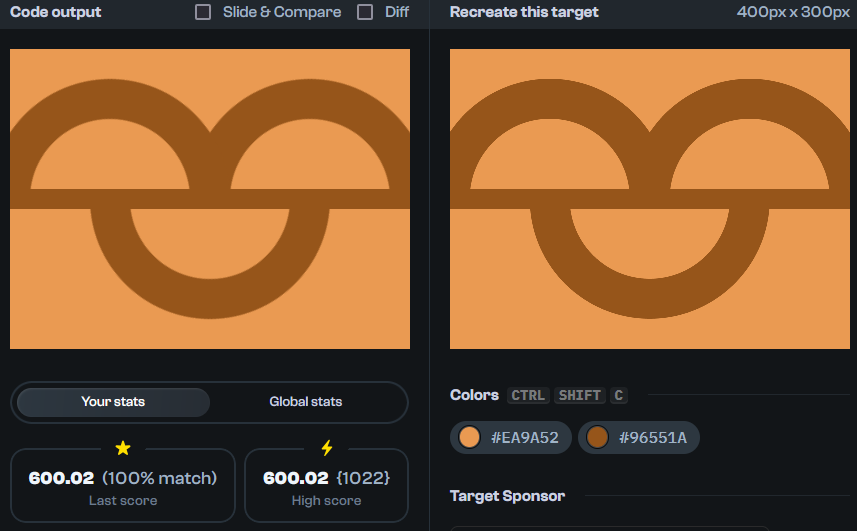 Code output Slide & Compare Diff Recreate this target 400px x 300px
Your stats Global stats
Colors CTRL SHIFT C
#EA9A52 #96551A
600.02 (100% match) 600.02 {1022}
Last score High score
Target Sponsor